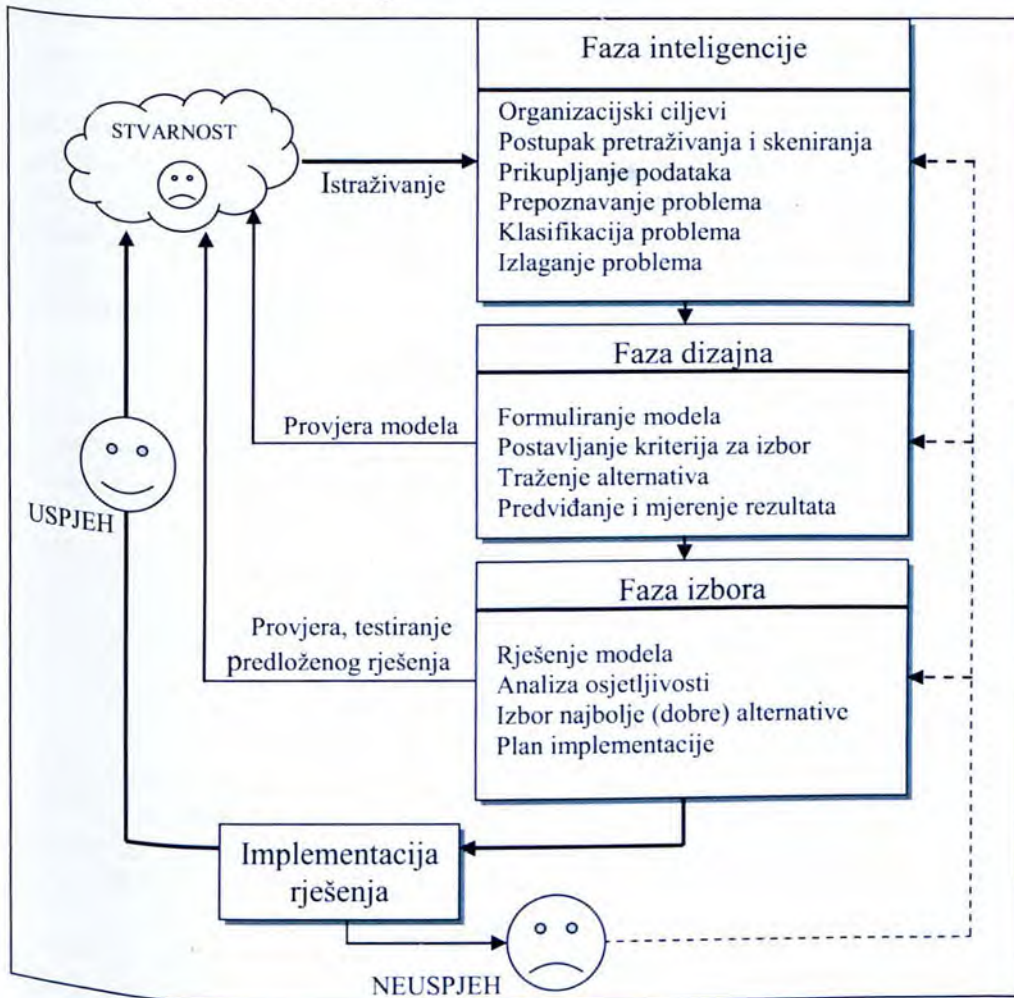 Faza inteligencije
STVARNOST
Istraživanje
Organizacijski ciljevi
Postupak pretraživanja i skeniranja
Prikupljanje podataka
Prepoznavanje problema
Klasifikacija problema
Izlaganje problema
Faza dizajna
Provjera modela
Formuliranje modela
Postavljanje kriterija za izbor
Traženje alternativa
Predviđanje i mjerenje rezultata
USPJEH
Faza izbora
Provjera, testiranje
predloženog rješenja
Rješenje modela
Analiza osjetljivosti
Izbor najbolje (dobre) alternative
Plan implementacije
Implementacija
rješenja
NEUSPJEH